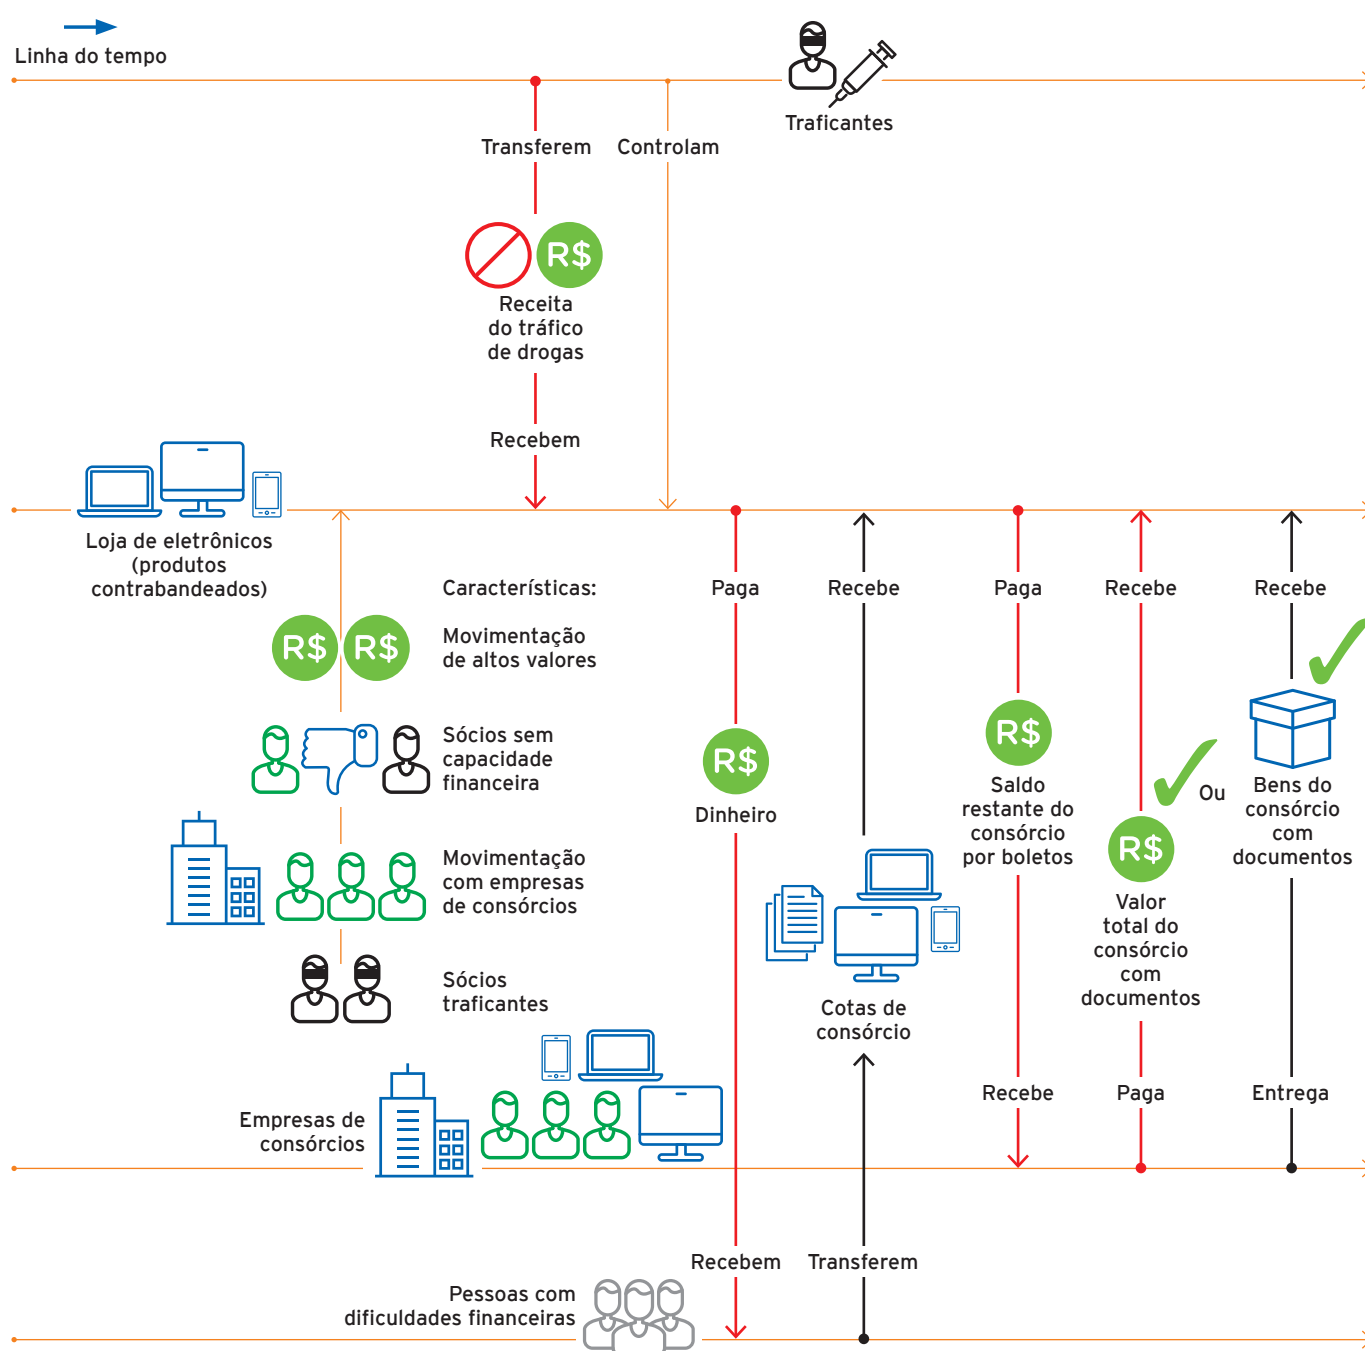 Linha do tempo
Traficantes
Transferem
Controlam
R$
Receita
do tráfico
de drogas
Recebem
Loja de eletrônicos
(produtos
contrabandeados)
Características:
Paga
Recebe
Paga
Recebe
Recebe
R$ R$
Movimentação
de altos valores
Sócios sem
capacidade
financeira
R$
Dinheiro
R$
Saldo
restante do
consórcio
por boletos
Ou
Bens do
consórcio
com
documentos
R$
Valor
total do
consórcio
com
documentos
Movimentação
com empresas
de consórcios
Sócios
traficantes
Cotas de
consórcio
Empresas de
consórcios
Recebe
Paga
Entrega
Recebem
Transferem
Pessoas com
dificuldades financeiras